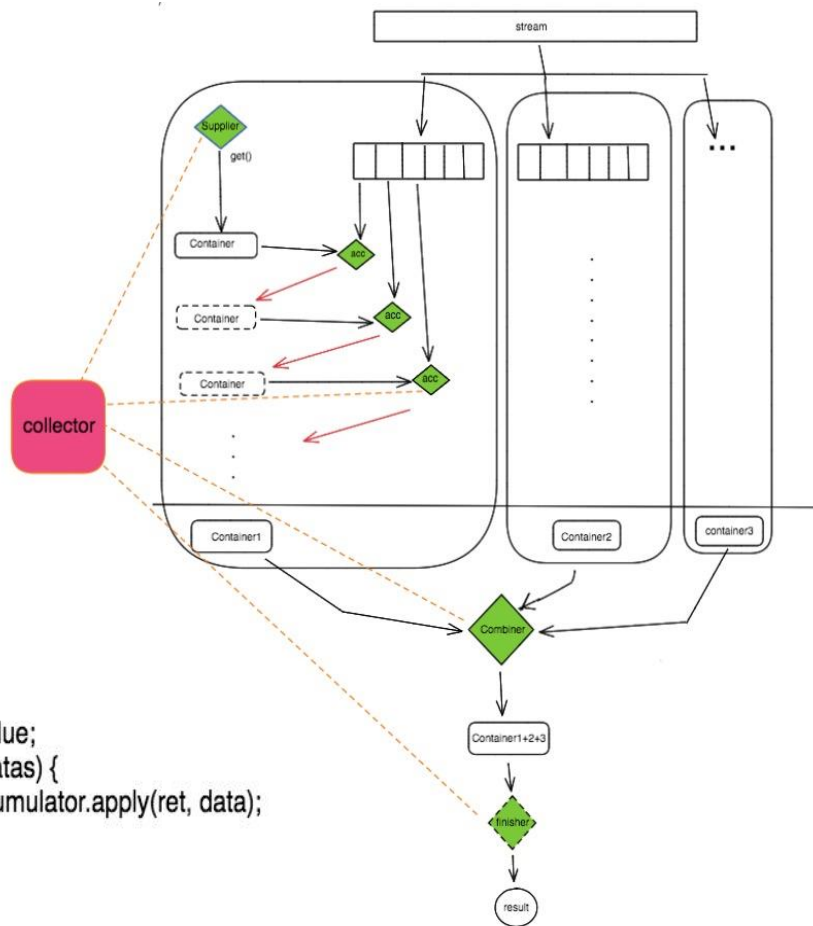 stream
Supplier
get()
...
Container
acc
Container
acc
Container
acc
collector
Container1
Container2
container3
Combiner
lue;
atas) {
umulator.apply(ret, data);
Container1+2+3
finisher
result